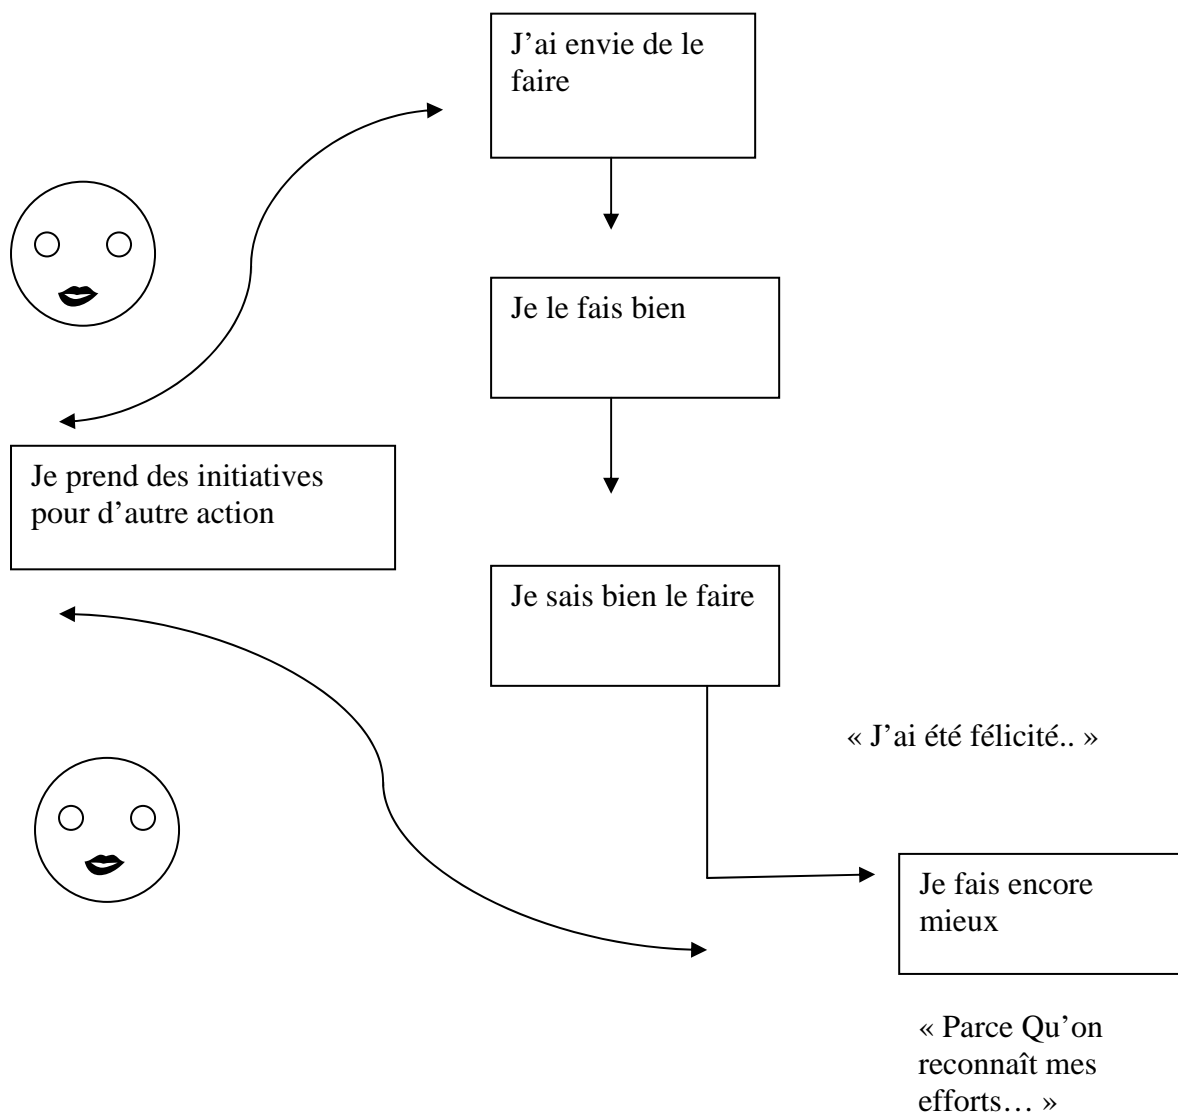 J’ai envie de le
faire
Je le fais bien
Je prend des initiatives
pour d’autre action
Je sais bien le faire
« J’ai été félicité.. »
Je fais encore
mieux
« Parce Qu’on
reconnaît mes
efforts… »